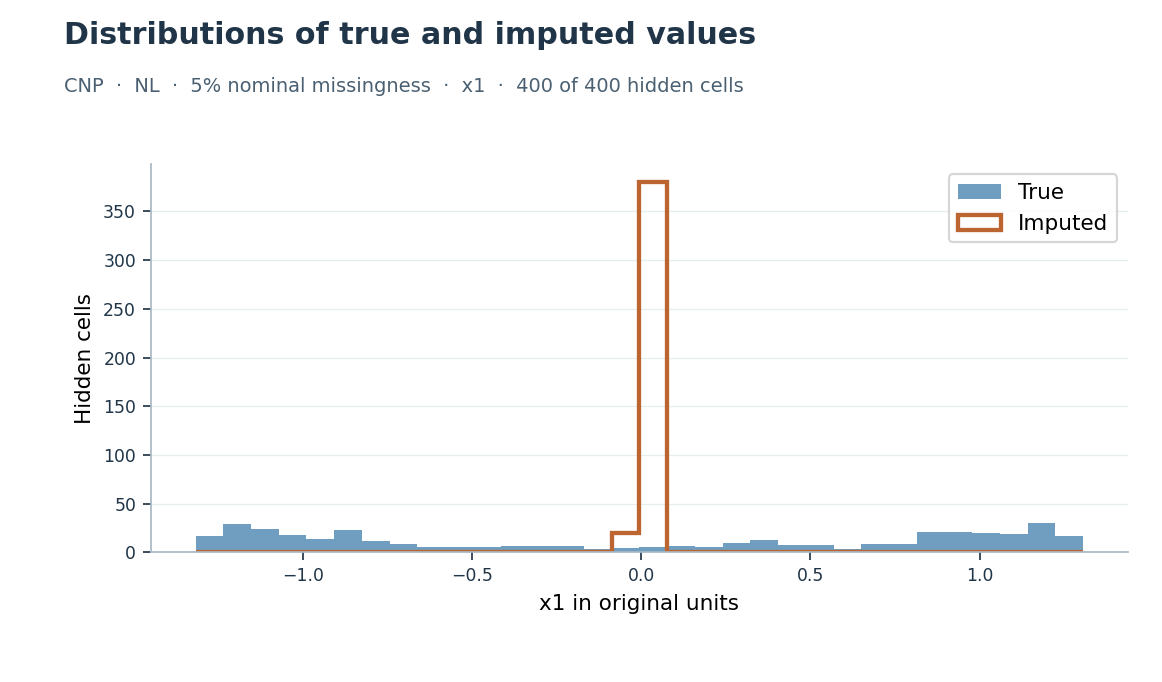 Distributions of true and imputed values
CNP · NL · 5% nominal missingness · x1 · 400 of 400 hidden cells
True
Imputed
Hidden cells
350
300
250
200
150
100
50
0
−1.0
−0.5
0.0
0.5
1.0
x1 in original units